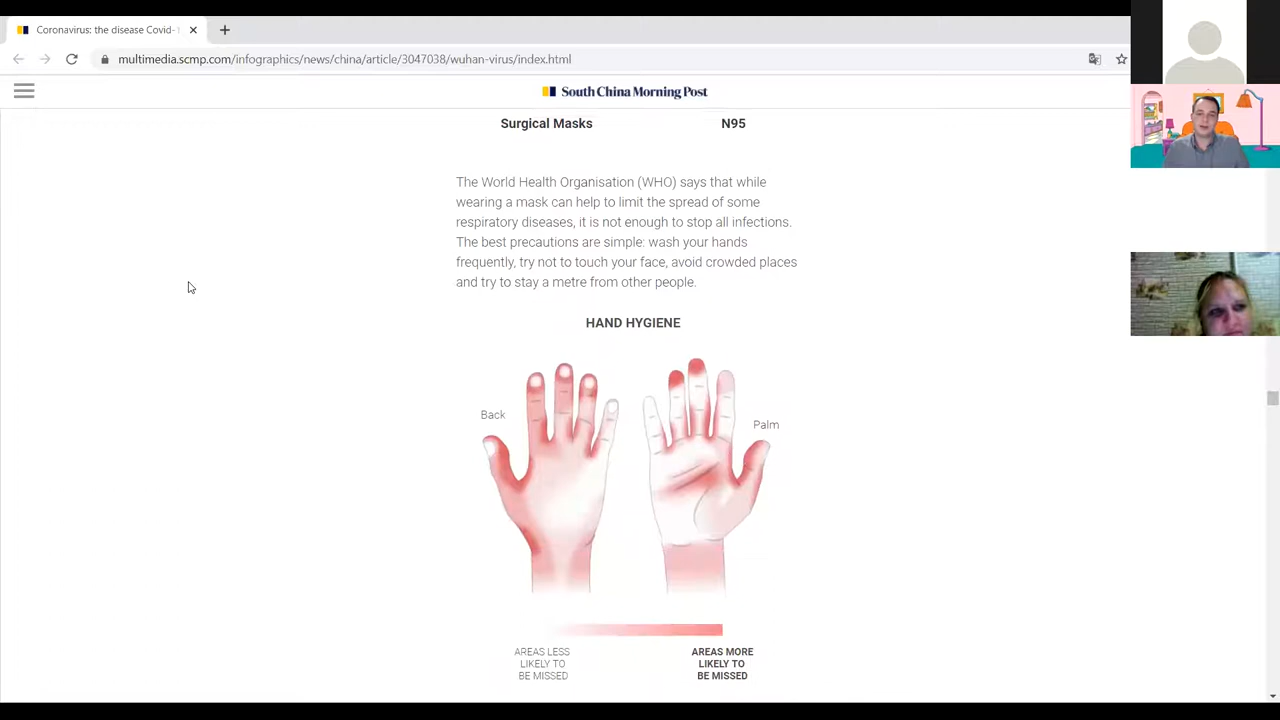 Coronavirus: the disease Covid-
multimedia.scmp.com/infographics/news/china/article/3047038/wuhan-virus/index.html
South China Morning Post
Surgical Masks N95
The World Health Organisation (WHO) says that while
wearing a mask can help to limit the spread of some
respiratory diseases, it is not enough to stop all infections.
The best precautions are simple: wash your hands
frequently, try not to touch your face, avoid crowded places
and try to stay a metre from other people.
HAND HYGIENE
Back
Palm
AREAS LESS
LIKELY TO
BE MISSED
AREAS MORE
LIKELY TO
BE MISSED